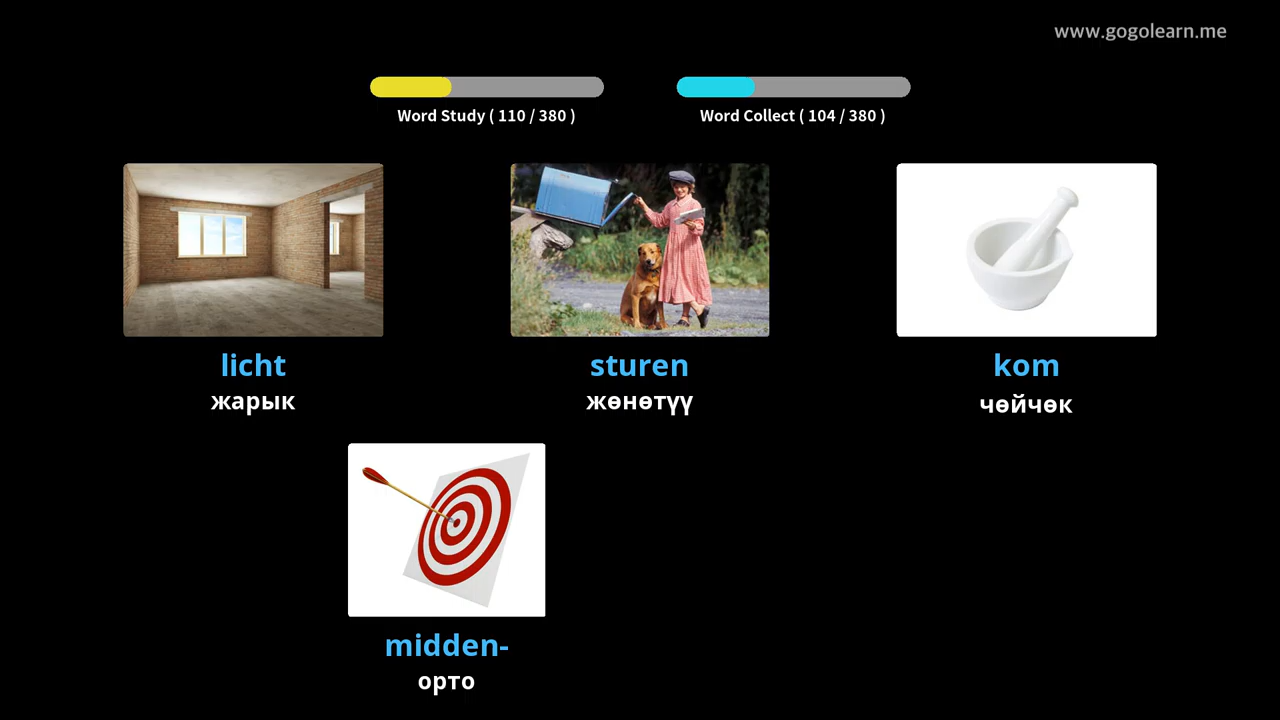 www.gogolearn.me
Word Study ( 110 / 380 )
Word Collect ( 104 / 380 )
licht
жарык
sturen
жөнөтүү
kom
чөйчөк
midden-
орто